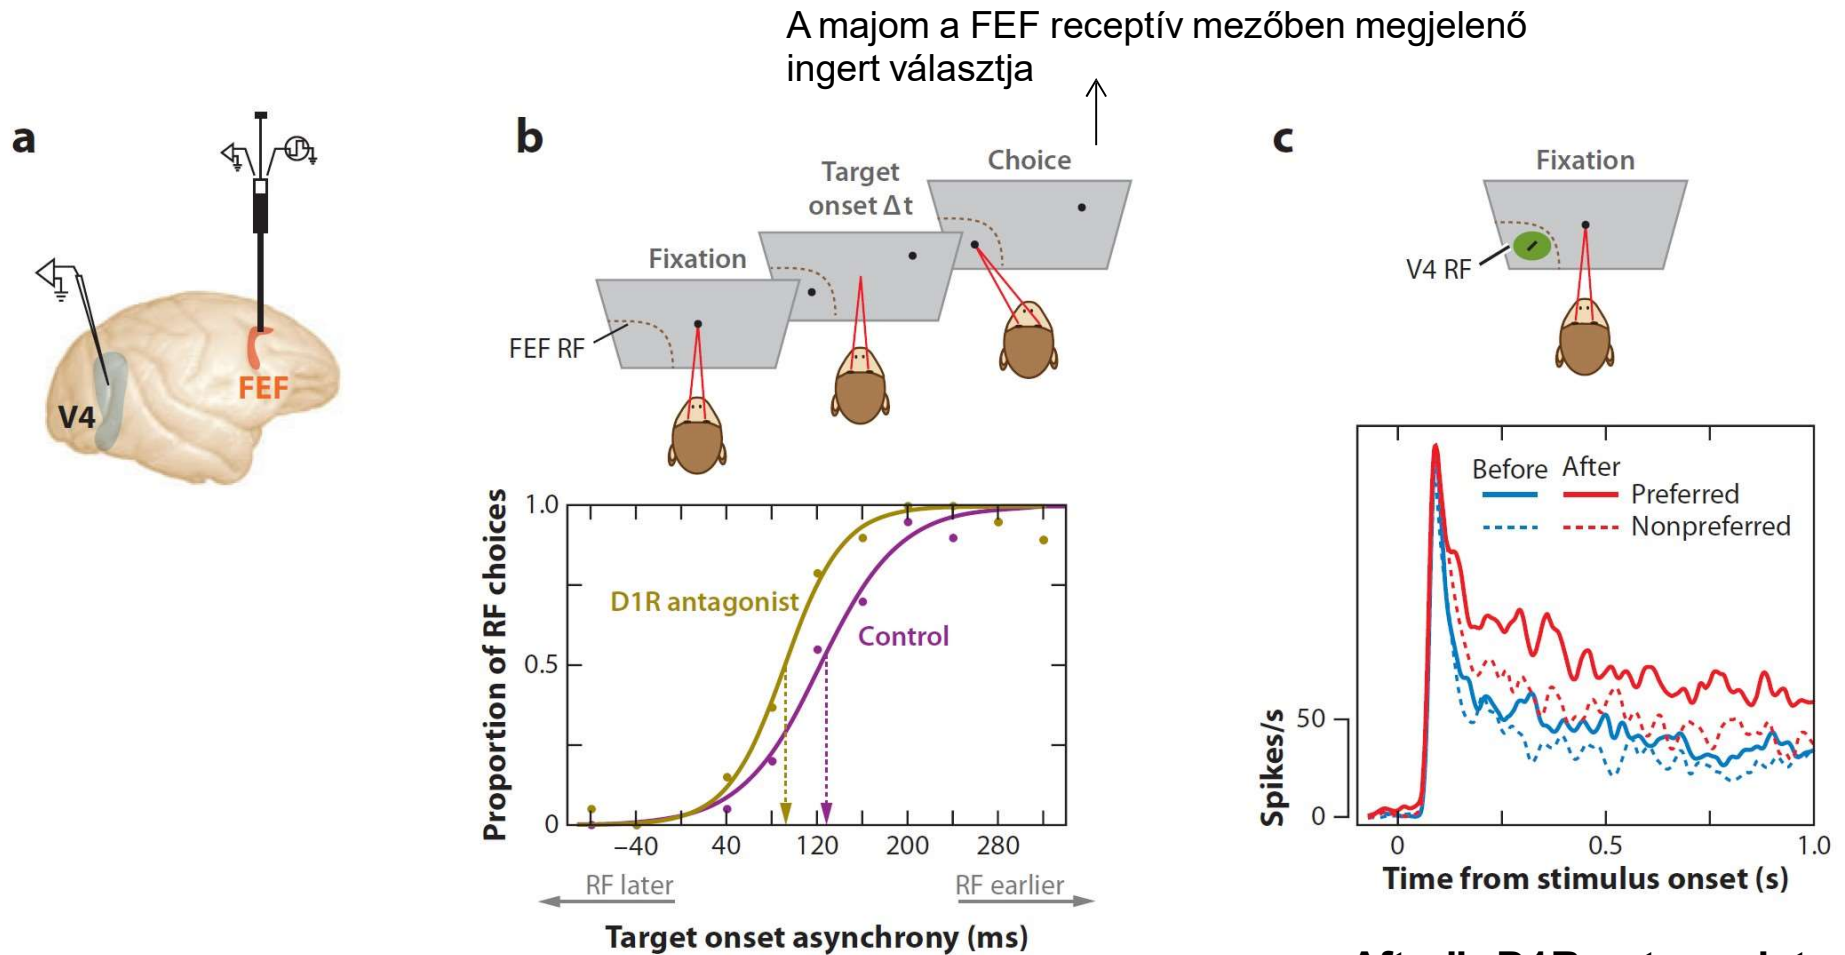 A majom a FEF receptív mezőben megjelenő
ingert választja
a
V4
FEF
b
Fixation
Target
onset Δt
Choice
FEF RF
Proportion of RF choices
1.0
0.5
0
D1R antagonist
Control
–40
40
120
200
280
RF later
RF earlier
Target onset asynchrony (ms)
c
Fixation
V4 RF
Before
After
Preferred
Nonpreferred
Spikes/s
50
0
0
0.5
1.0
Time from stimulus onset (s)